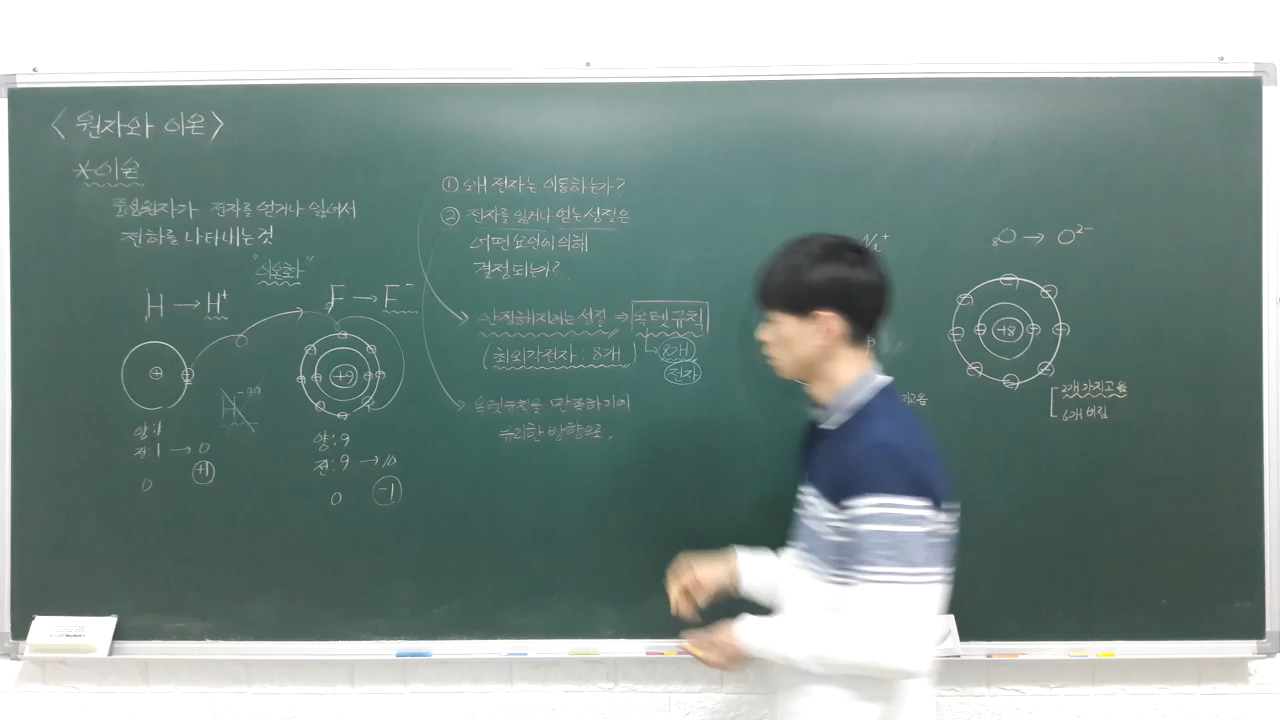 <원자와 이온>
*이온
중성원자가 전자를 얻거나 잃어서
전하를 나타내는것
"이온화"
H → H⁺
F → F⁻
+
+9
H⁻⁹⁹
양:1
전:1 → 0
0 +1
양:9
전:9 → 10
0 -1
① 왜 전자는 이동하는가?
② 전자를 잃거나 얻는 성질은
어떤 요인에 의해
결정되는가?
안정해지려는 성질 ⇒ 옥텟규칙
(최외각전자 : 8개)
8개
전자
옥텟규칙을 만족하기에
유리한 방향으로.
Na⁺
₈O → O²⁻
+8
2개 가지고옴
6개 버림